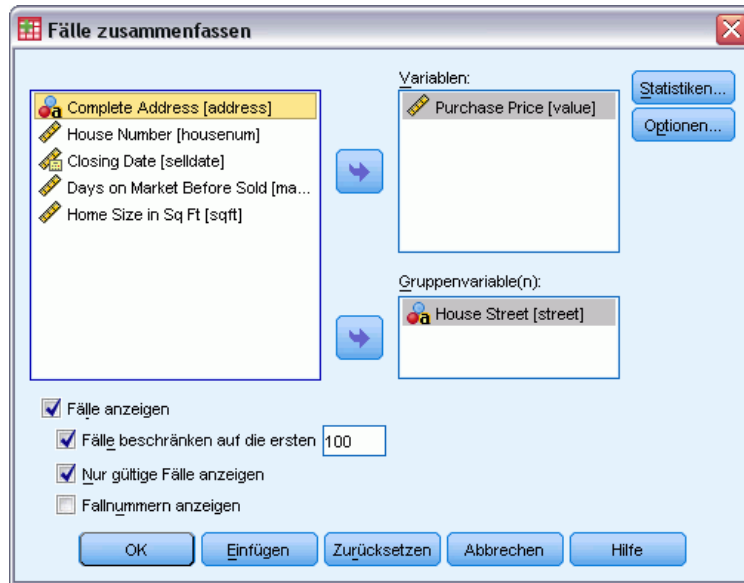 Fälle zusammenfassen
Complete Address [address]
House Number [housenum]
Closing Date [selldate]
Days on Market Before Sold [ma...
Home Size in Sq Ft [sqft]
Variablen:
Purchase Price [value]
Statistiken...
Optionen...
Gruppenvariable(n):
House Street [street]
Fälle anzeigen
Fälle beschränken auf die ersten 100
Nur gültige Fälle anzeigen
Fallnummern anzeigen
OK Einfügen Zurücksetzen Abbrechen Hilfe